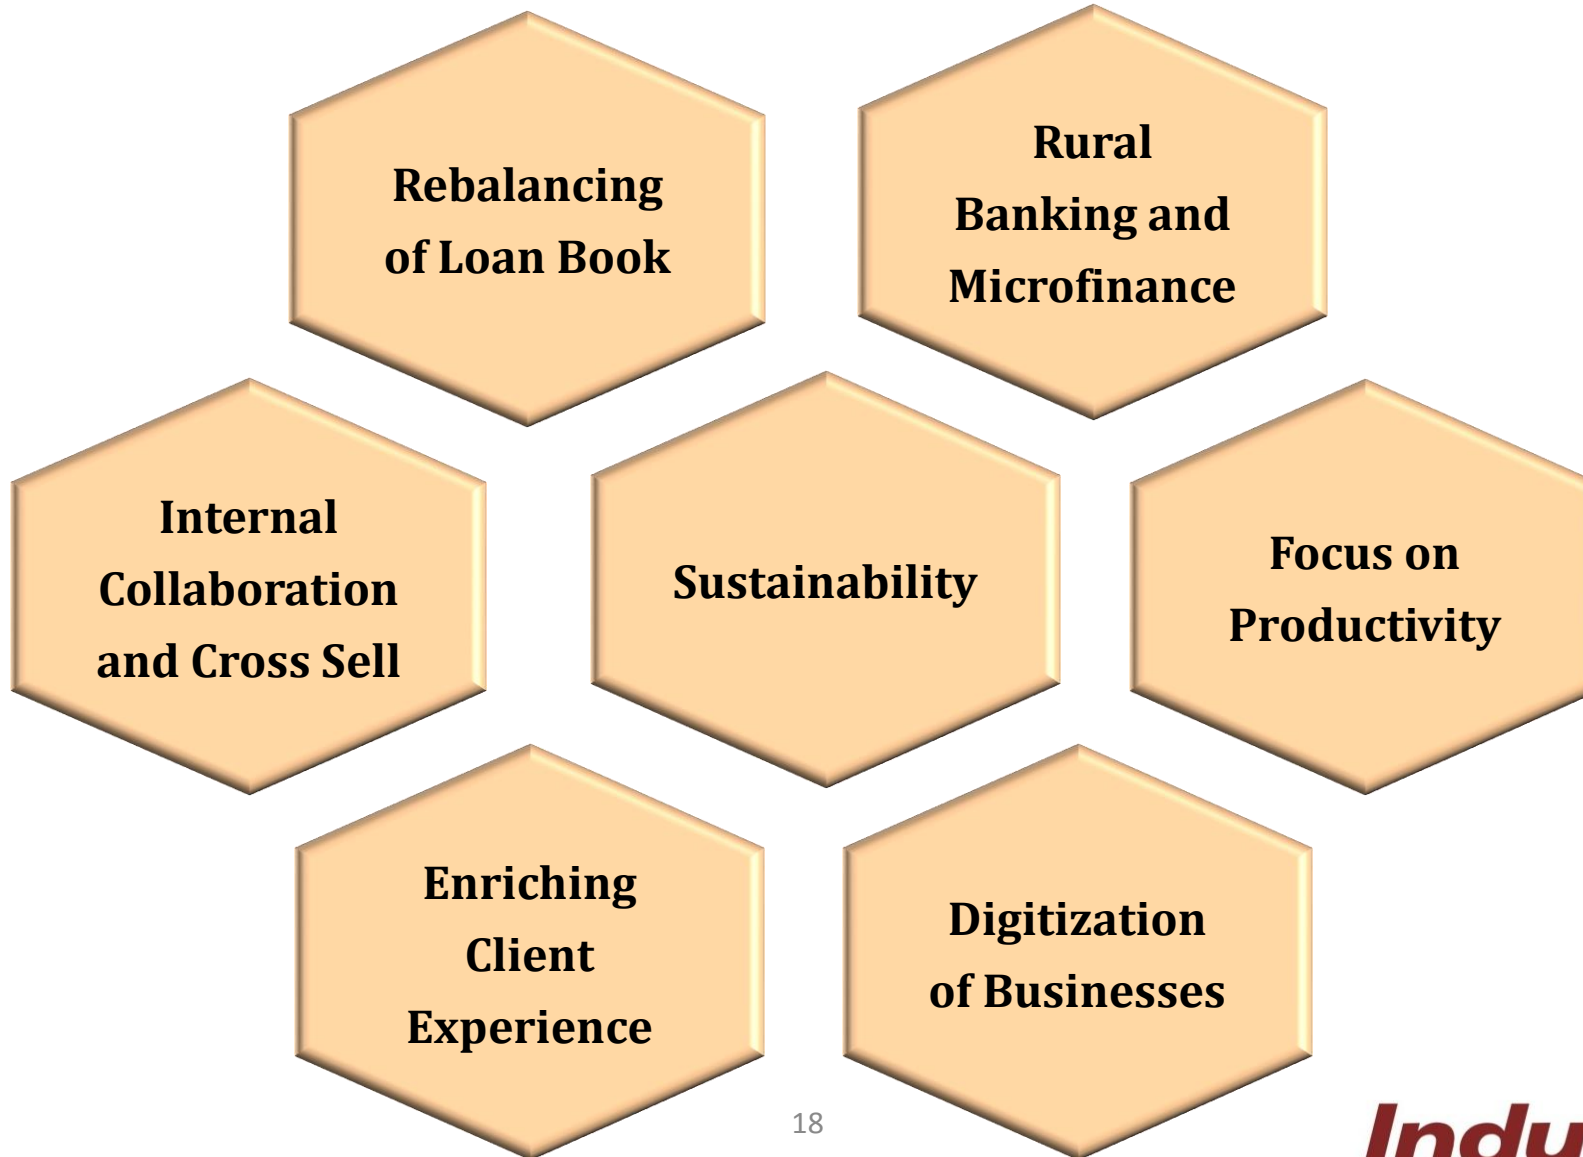 Rebalancing
of Loan Book
Rural
Banking and
Microfinance
Internal
Collaboration
and Cross Sell
Sustainability
Focus on
Productivity
Enriching
Client
Experience
Digitization
of Businesses
18
Indu